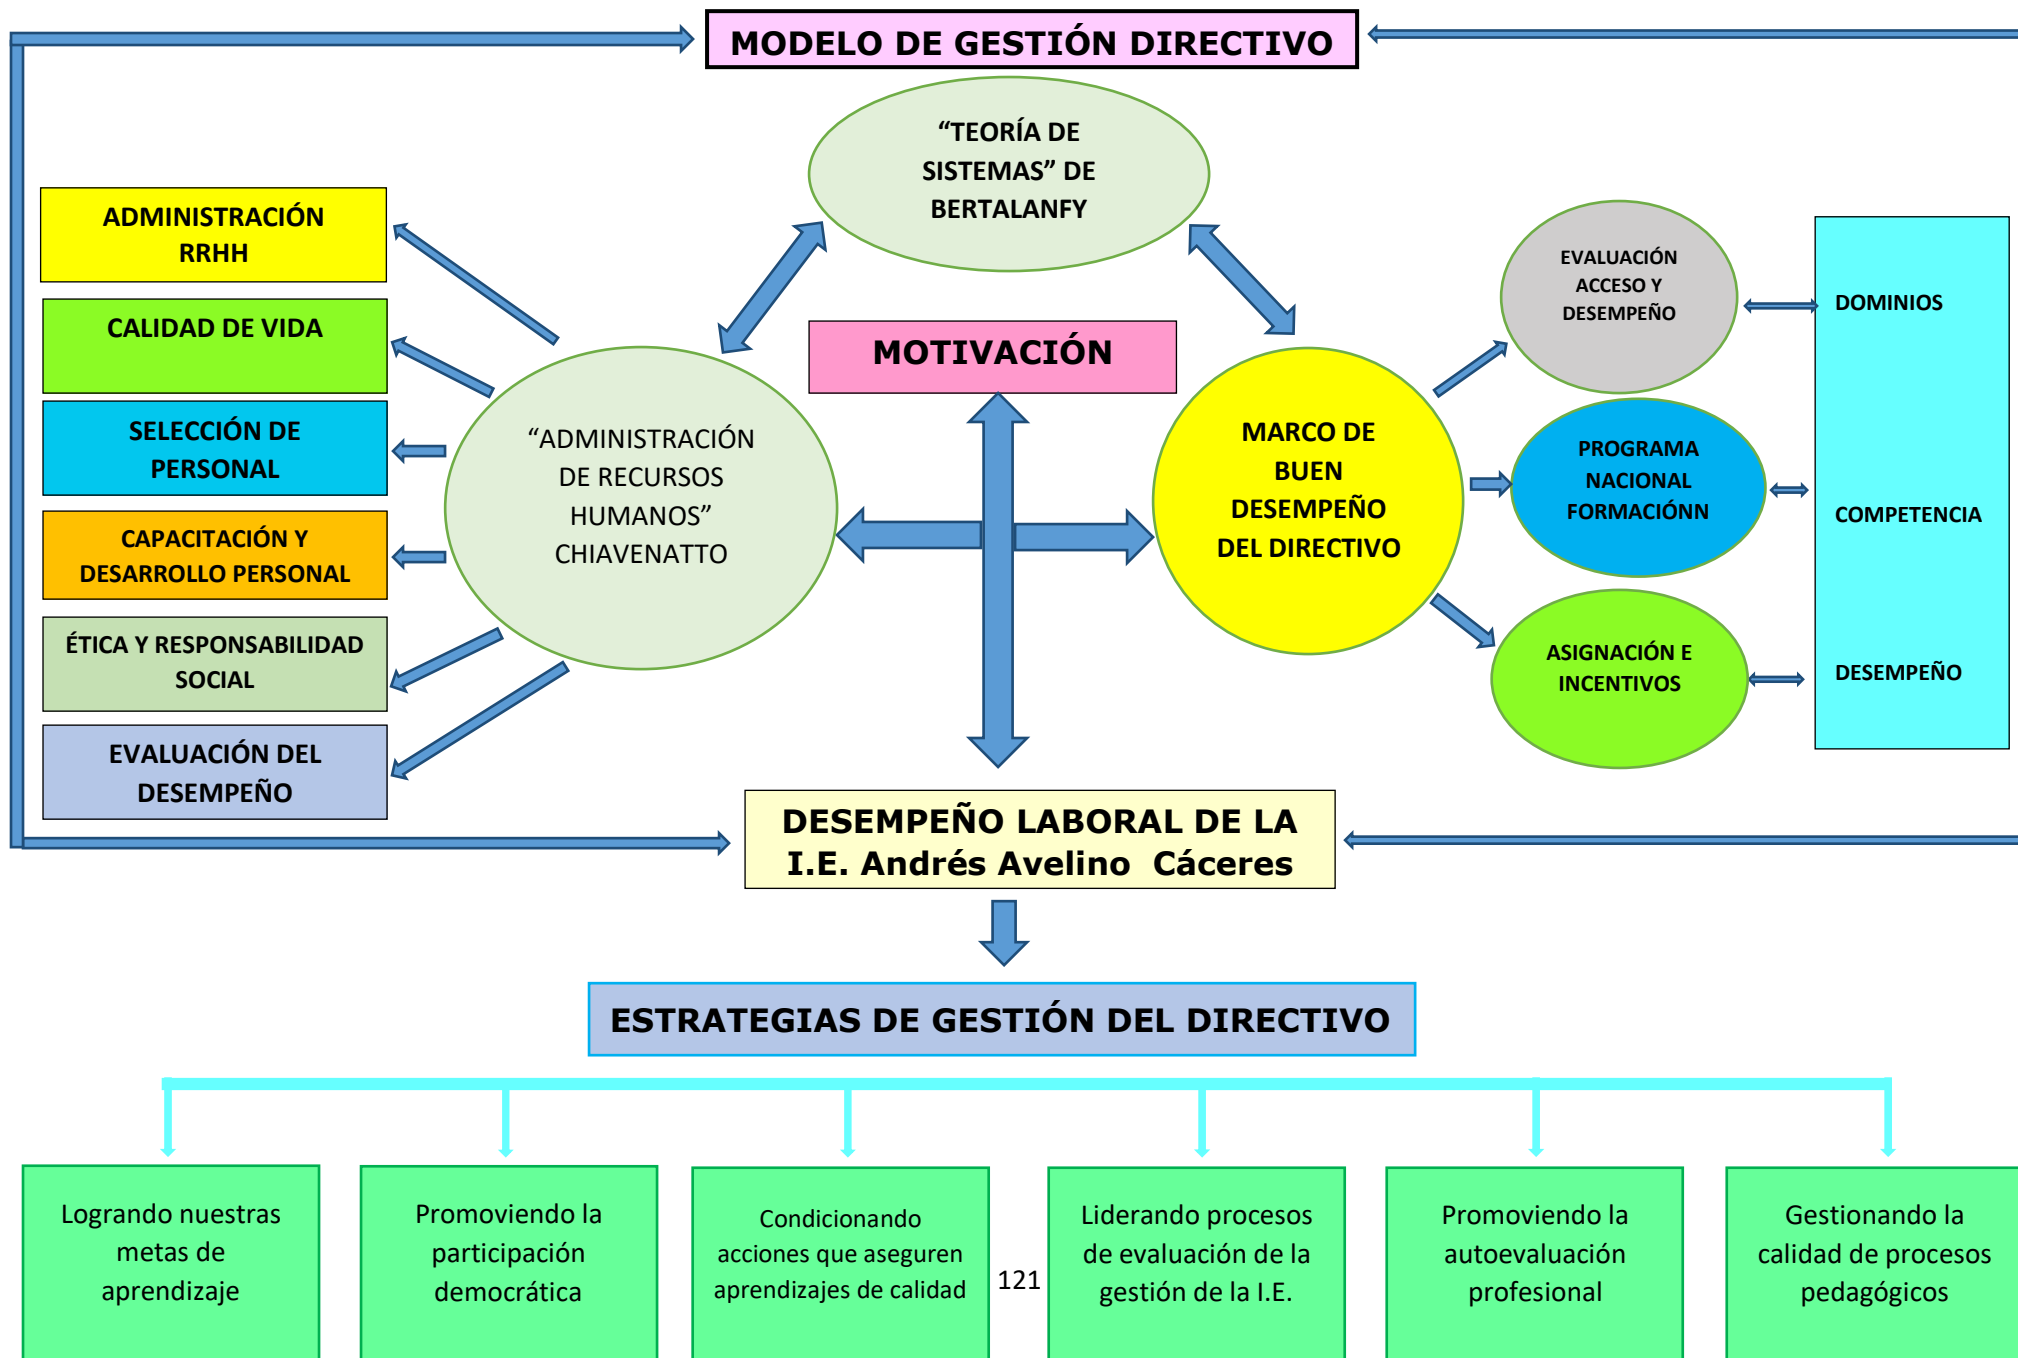 MODELO DE GESTIÓN DIRECTIVO
“TEORÍA DE
SISTEMAS” DE
BERTALANFY
ADMINISTRACIÓN
RRHH
CALIDAD DE VIDA
SELECCIÓN DE
PERSONAL
CAPACITACIÓN Y
DESARROLLO PERSONAL
ÉTICA Y RESPONSABILIDAD
SOCIAL
EVALUACIÓN DEL
DESEMPEÑO
“ADMINISTRACIÓN
DE RECURSOS
HUMANOS”
CHIAVENATTO
MOTIVACIÓN
MARCO DE
BUEN
DESEMPEÑO
DEL DIRECTIVO
EVALUACIÓN
ACCESO Y
DESEMPEÑO
PROGRAMA
NACIONAL
FORMACIÓNN
ASIGNACIÓN E
INCENTIVOS
DOMINIOS
COMPETENCIA
DESEMPEÑO
DESEMPEÑO LABORAL DE LA
I.E. Andrés Avelino  Cáceres
ESTRATEGIAS DE GESTIÓN DEL DIRECTIVO
Logrando nuestras
metas de
aprendizaje
Promoviendo la
participación
democrática
Condicionando
acciones que aseguren
aprendizajes de calidad
121
Liderando procesos
de evaluación de la
gestión de la I.E.
Promoviendo la
autoevaluación
profesional
Gestionando la
calidad de procesos
pedagógicos